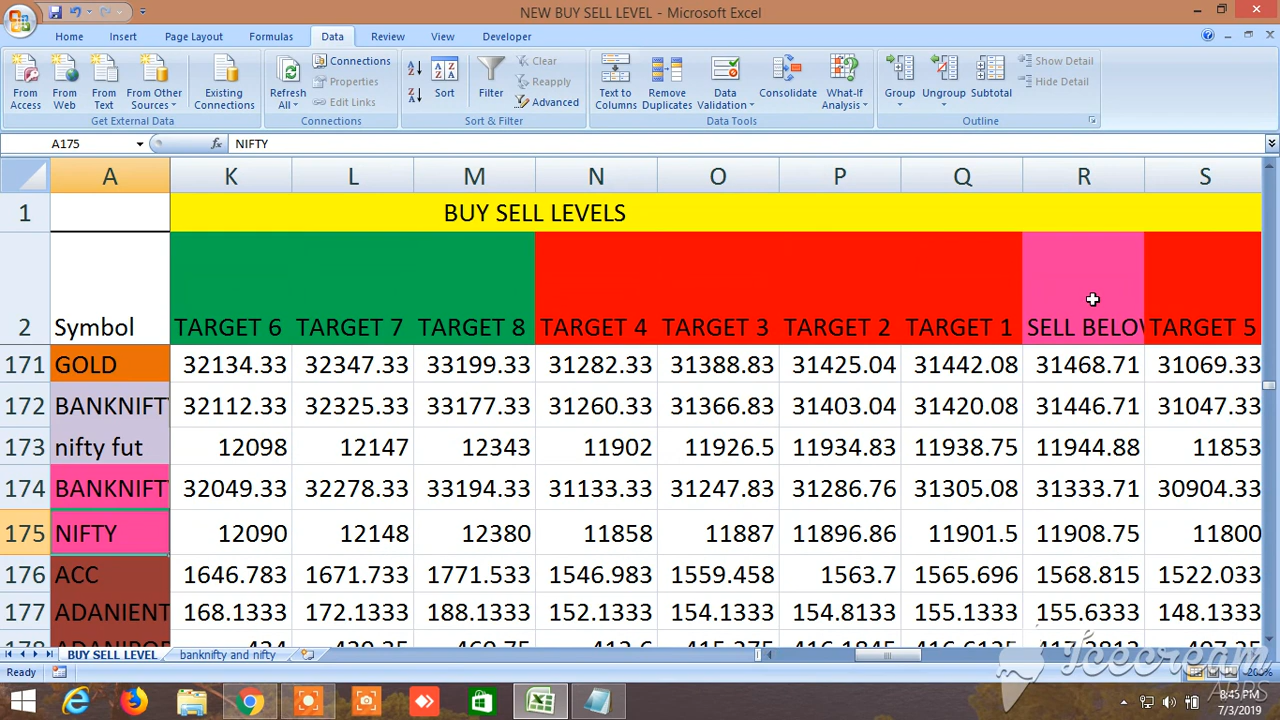 NEW BUY SELL LEVEL - Microsoft Excel
Home Insert Page Layout Formulas Data Review View Developer
From Access
From Web
From Text
From Other Sources
Existing Connections
Get External Data
Refresh All
Connections
Properties
Edit Links
Connections
Sort
Filter
Clear
Reapply
Advanced
Sort & Filter
Text to Columns
Remove Duplicates
Data Validation
Consolidate
What-If Analysis
Data Tools
Group
Ungroup
Subtotal
Show Detail
Hide Detail
Outline
A175 fx NIFTY
A K L M N O P Q R S
1 BUY SELL LEVELS
2 Symbol TARGET 6 TARGET 7 TARGET 8 TARGET 4 TARGET 3 TARGET 2 TARGET 1 SELL BELOW TARGET 5
171 GOLD 32134.33 32347.33 33199.33 31282.33 31388.83 31425.04 31442.08 31468.71 31069.33
172 BANKNIFTY 32112.33 32325.33 33177.33 31260.33 31366.83 31403.04 31420.08 31446.71 31047.33
173 nifty fut 12098 12147 12343 11902 11926.5 11934.83 11938.75 11944.88 11853
174 BANKNIFTY 32049.33 32278.33 33194.33 31133.33 31247.83 31286.76 31305.08 31333.71 30904.33
175 NIFTY 12090 12148 12380 11858 11887 11896.86 11901.5 11908.75 11800
176 ACC 1646.783 1671.733 1771.533 1546.983 1559.458 1563.7 1565.696 1568.815 1522.033
177 ADANIENT 168.1333 172.1333 188.1333 152.1333 154.1333 154.8133 155.1333 155.6333 148.1333
BUY SELL LEVEL banknifty and nifty
Ready
Icecream
APPS
8:45 PM
7/3/2019